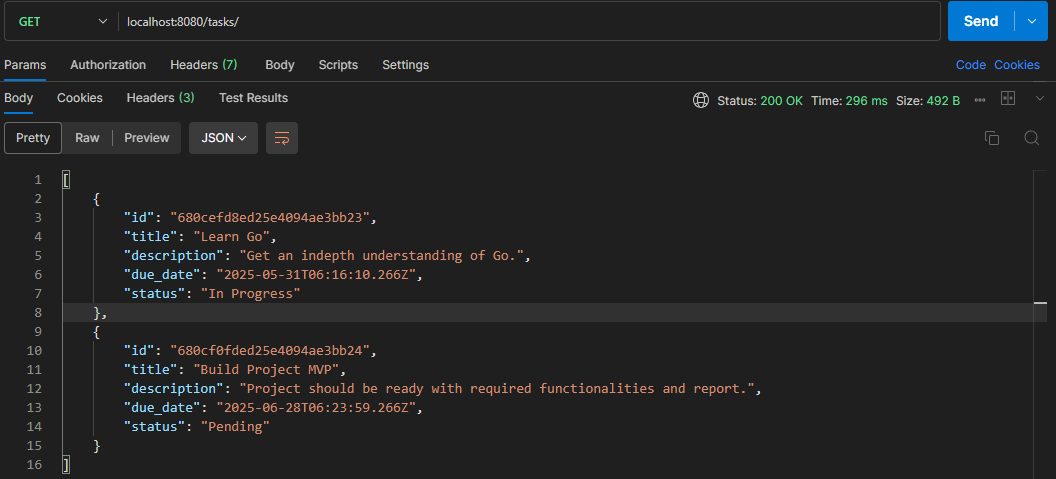 GET localhost:8080/tasks/ Send
Params Authorization Headers (7) Body Scripts Settings Code Cookies
Body Cookies Headers (3) Test Results Status: 200 OK Time: 296 ms Size: 492 B
Pretty Raw Preview JSON
1 [
2 {
3 "id": "680cefd8ed25e4094ae3bb23",
4 "title": "Learn Go",
5 "description": "Get an indepth understanding of Go.",
6 "due_date": "2025-05-31T06:16:10.266Z",
7 "status": "In Progress"
8 },
9 {
10 "id": "680cf0fded25e4094ae3bb24",
11 "title": "Build Project MVP",
12 "description": "Project should be ready with required functionalities and report.",
13 "due_date": "2025-06-28T06:23:59.266Z",
14 "status": "Pending"
15 }
16 ]